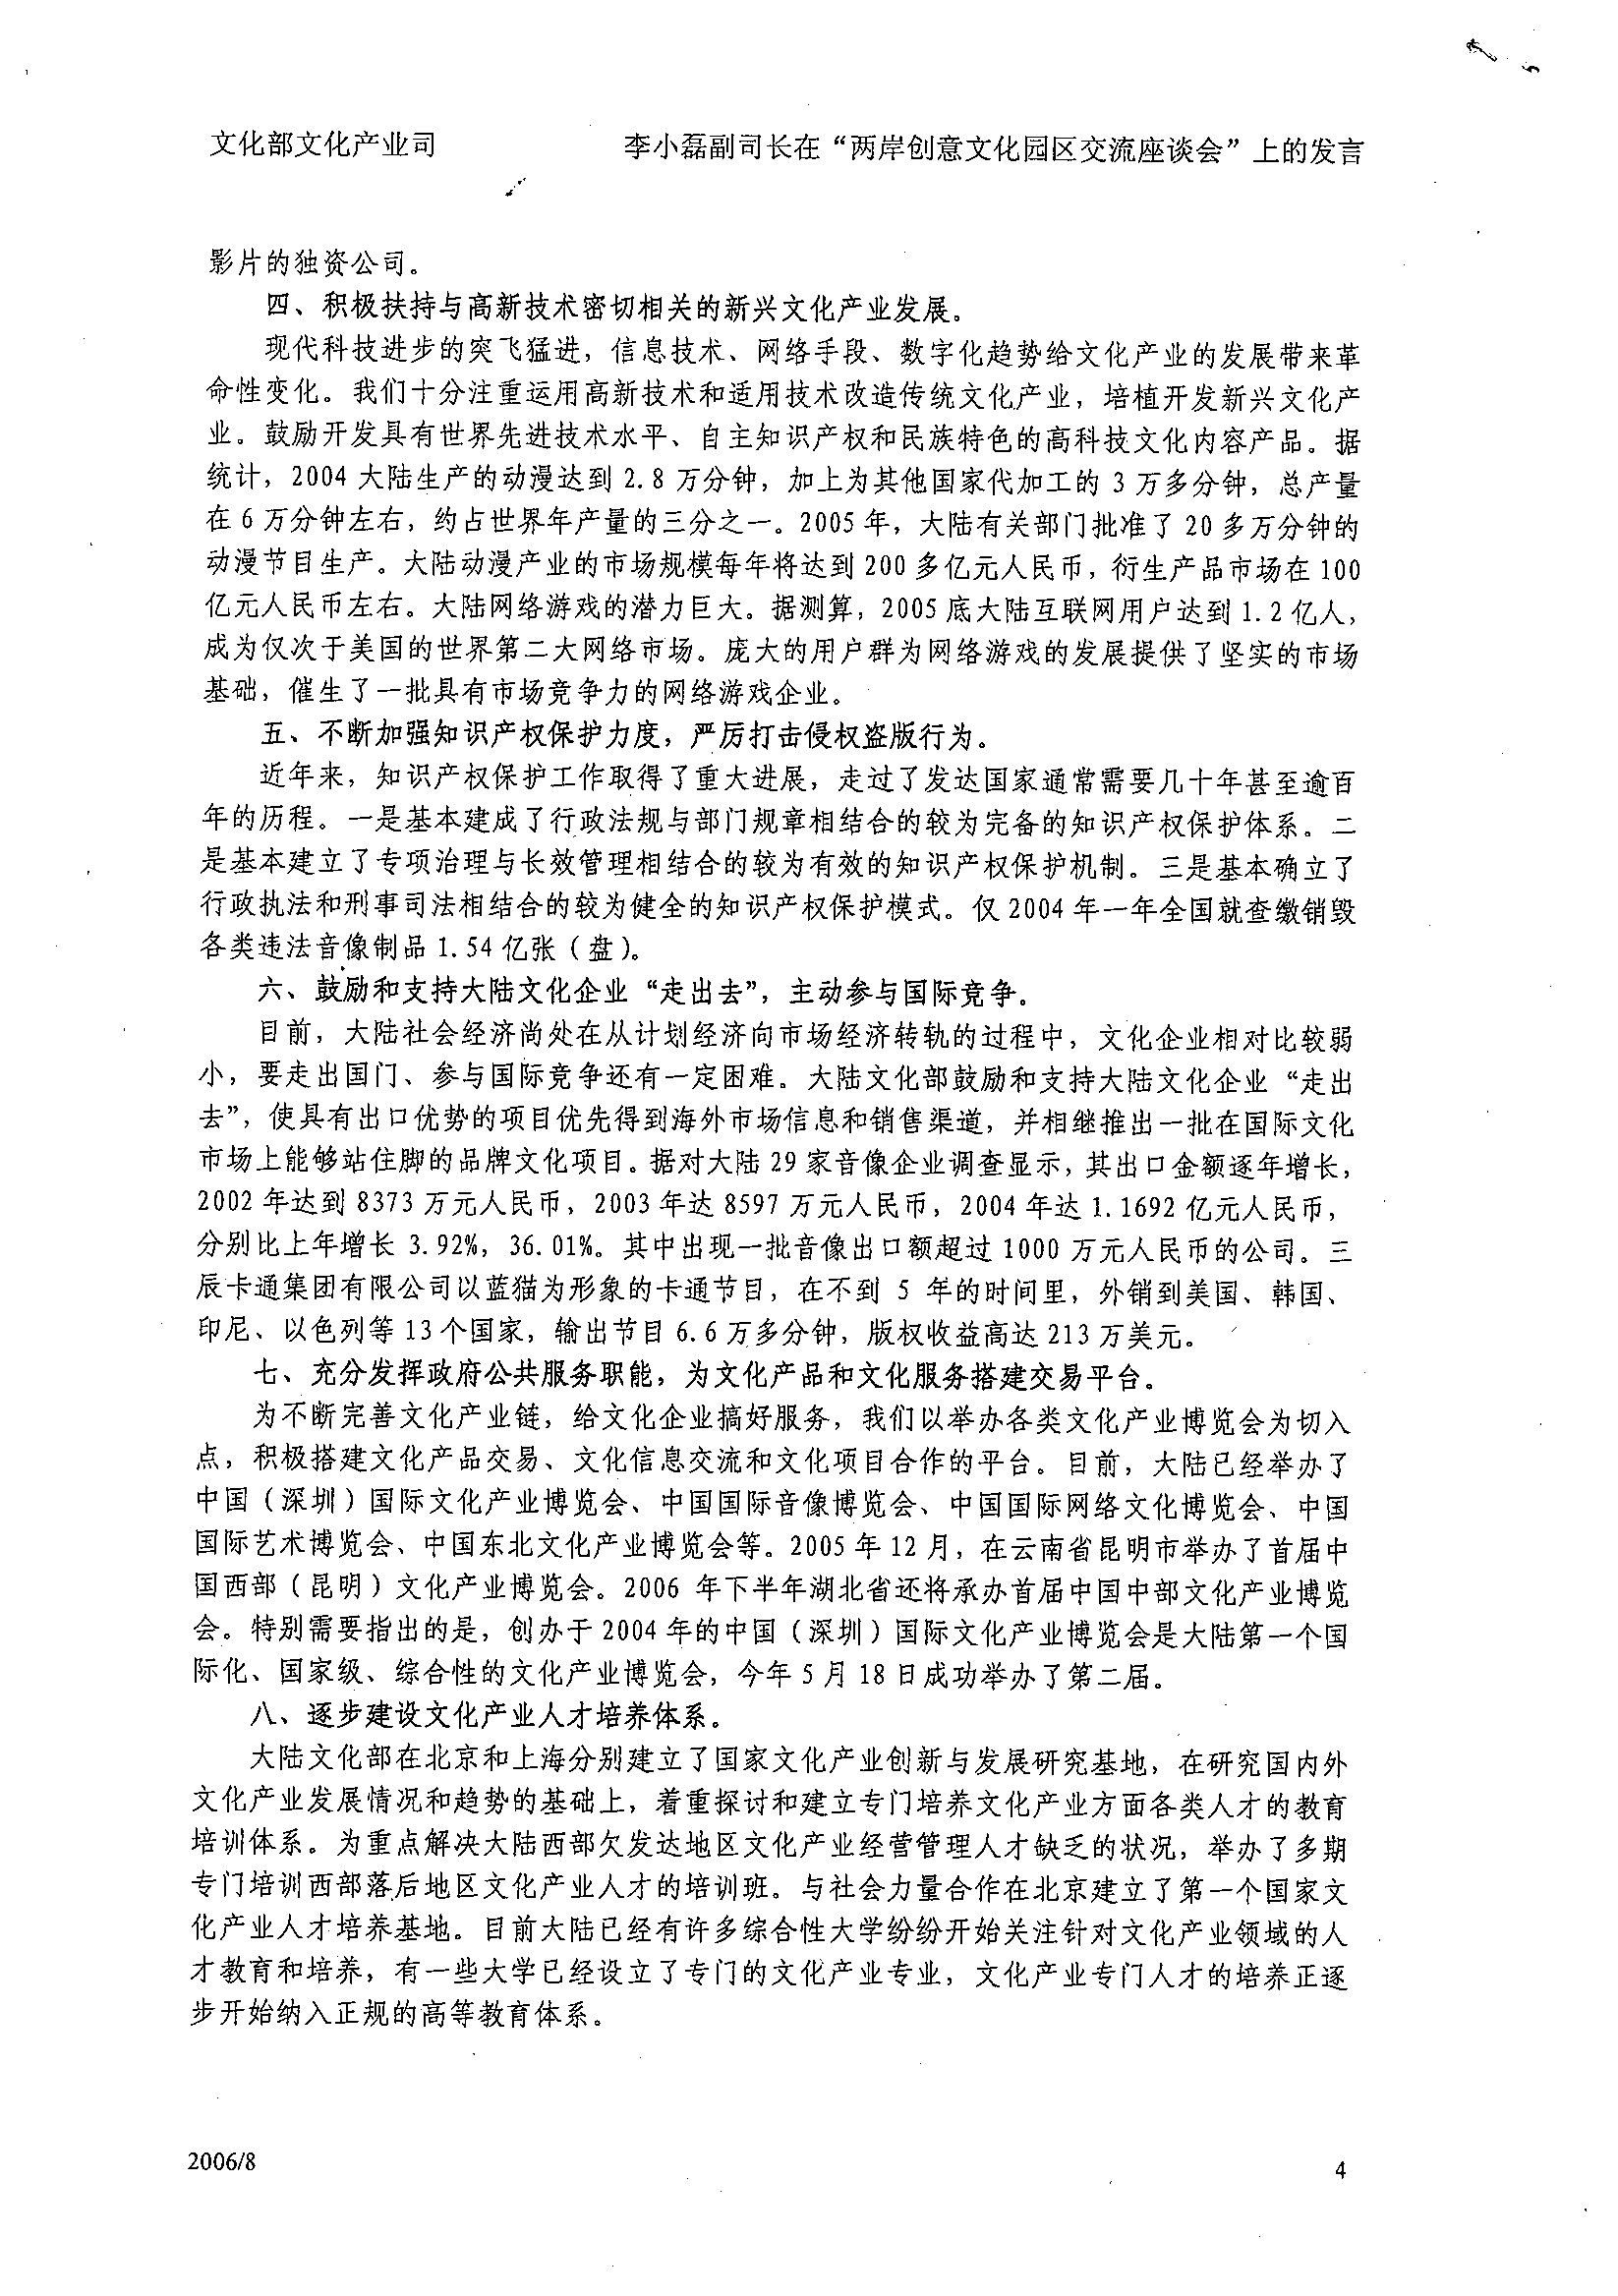 文化部文化产业司 李小磊副司长在“两岸创意文化园区交流座谈会”上的发言
影片的独资公司。
四、积极扶持与高新技术密切相关的新兴文化产业发展。
现代科技进步的突飞猛进，信息技术、网络手段、数字化趋势给文化产业的发展带来革
命性变化。我们十分注重运用高新技术和适用技术改造传统文化产业，培植开发新兴文化产
业。鼓励开发具有世界先进技术水平、自主知识产权和民族特色的高科技文化内容产品。据
统计，2004 大陆生产的动漫达到 2.8 万分钟，加上为其他国家代加工的 3 万多分钟，总产量
在 6 万分钟左右，约占世界年产量的三分之一。2005 年，大陆有关部门批准了 20 多万分钟的
动漫节目生产。大陆动漫产业的市场规模每年将达到 200 多亿元人民币，衍生产品市场在 100
亿元人民币左右。大陆网络游戏的潜力巨大。据测算，2005 底大陆互联网用户达到 1.2 亿人，
成为仅次于美国的世界第二大网络市场。庞大的用户群为网络游戏的发展提供了坚实的市场
基础，催生了一批具有市场竞争力的网络游戏企业。
五、不断加强知识产权保护力度，严厉打击侵权盗版行为。
近年来，知识产权保护工作取得了重大进展，走过了发达国家通常需要几十年甚至逾百
年的历程。一是基本建成了行政法规与部门规章相结合的较为完备的知识产权保护体系。二
是基本建立了专项治理与长效管理相结合的较为有效的知识产权保护机制。三是基本确立了
行政执法和刑事司法相结合的较为健全的知识产权保护模式。仅 2004 年一年全国就查缴销毁
各类违法音像制品 1.54 亿张（盘）。
六、鼓励和支持大陆文化企业“走出去”，主动参与国际竞争。
目前，大陆社会经济尚处在从计划经济向市场经济转轨的过程中，文化企业相对比较弱
小，要走出国门、参与国际竞争还有一定困难。大陆文化部鼓励和支持大陆文化企业“走出
去”，使具有出口优势的项目优先得到海外市场信息和销售渠道，并相继推出一批在国际文化
市场上能够站住脚的品牌文化项目。据对大陆 29 家音像企业调查显示，其出口金额逐年增长，
2002 年达到 8373 万元人民币，2003 年达 8597 万元人民币，2004 年达 1.1692 亿元人民币，
分别比上年增长 3.92%，36.01%。其中出现一批音像出口额超过 1000 万元人民币的公司。三
辰卡通集团有限公司以蓝猫为形象的卡通节目，在不到 5 年的时间里，外销到美国、韩国、
印尼、以色列等 13 个国家，输出节目 6.6 万多分钟，版权收益高达 213 万美元。
七、充分发挥政府公共服务职能，为文化产品和文化服务搭建交易平台。
为不断完善文化产业链，给文化企业搞好服务，我们以举办各类文化产业博览会为切入
点，积极搭建文化产品交易、文化信息交流和文化项目合作的平台。目前，大陆已经举办了
中国（深圳）国际文化产业博览会、中国国际音像博览会、中国国际网络文化博览会、中国
国际艺术博览会、中国东北文化产业博览会等。2005 年 12 月，在云南省昆明市举办了首届中
国西部（昆明）文化产业博览会。2006 年下半年湖北省还将承办首届中国中部文化产业博览
会。特别需要指出的是，创办于 2004 年的中国（深圳）国际文化产业博览会是大陆第一个国
际化、国家级、综合性的文化产业博览会，今年 5 月 18 日成功举办了第二届。
八、逐步建设文化产业人才培养体系。
大陆文化部在北京和上海分别建立了国家文化产业创新与发展研究基地，在研究国内外
文化产业发展情况和趋势的基础上，着重探讨和建立专门培养文化产业方面各类人才的教育
培训体系。为重点解决大陆西部欠发达地区文化产业经营管理人才缺乏的状况，举办了多期
专门培训西部落后地区文化产业人才的培训班。与社会力量合作在北京建立了第一个国家文
化产业人才培养基地。目前大陆已经有许多综合性大学纷纷开始关注针对文化产业领域的人
才教育和培养，有一些大学已经设立了专门的文化产业专业，文化产业专门人才的培养正逐
步开始纳入正规的高等教育体系。
2006/8 4